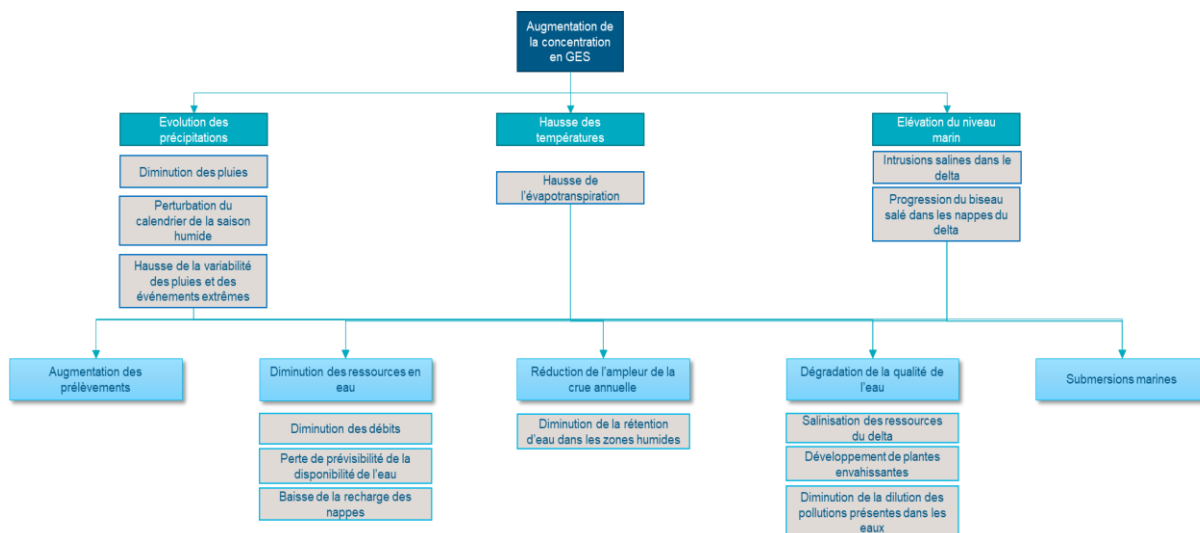 Augmentation de
la concentration
en GES
Evolution des
précipitations
Hausse des
températures
Elévation du niveau
marin
Diminution des pluies
Perturbation du
calendrier de la saison
humide
Hausse de la variabilité
des pluies et des
événements extrêmes
Hausse de
l'évapotranspiration
Intrusions salines dans le
delta
Progression du biseau
salé dans les nappes du
delta
Augmentation des
prélèvements
Diminution des ressources en
eau
Réduction de l'ampleur de la
crue annuelle
Dégradation de la qualité de
l'eau
Submersions marines
Diminution des débits
Perte de prévisibilité de la
disponibilité de l'eau
Baisse de la recharge des
nappes
Diminution de la rétention
d'eau dans les zones humides
Salinisation des ressources
du delta
Développement de plantes
envahissantes
Diminution de la dilution des
pollutions présentes dans les
eaux